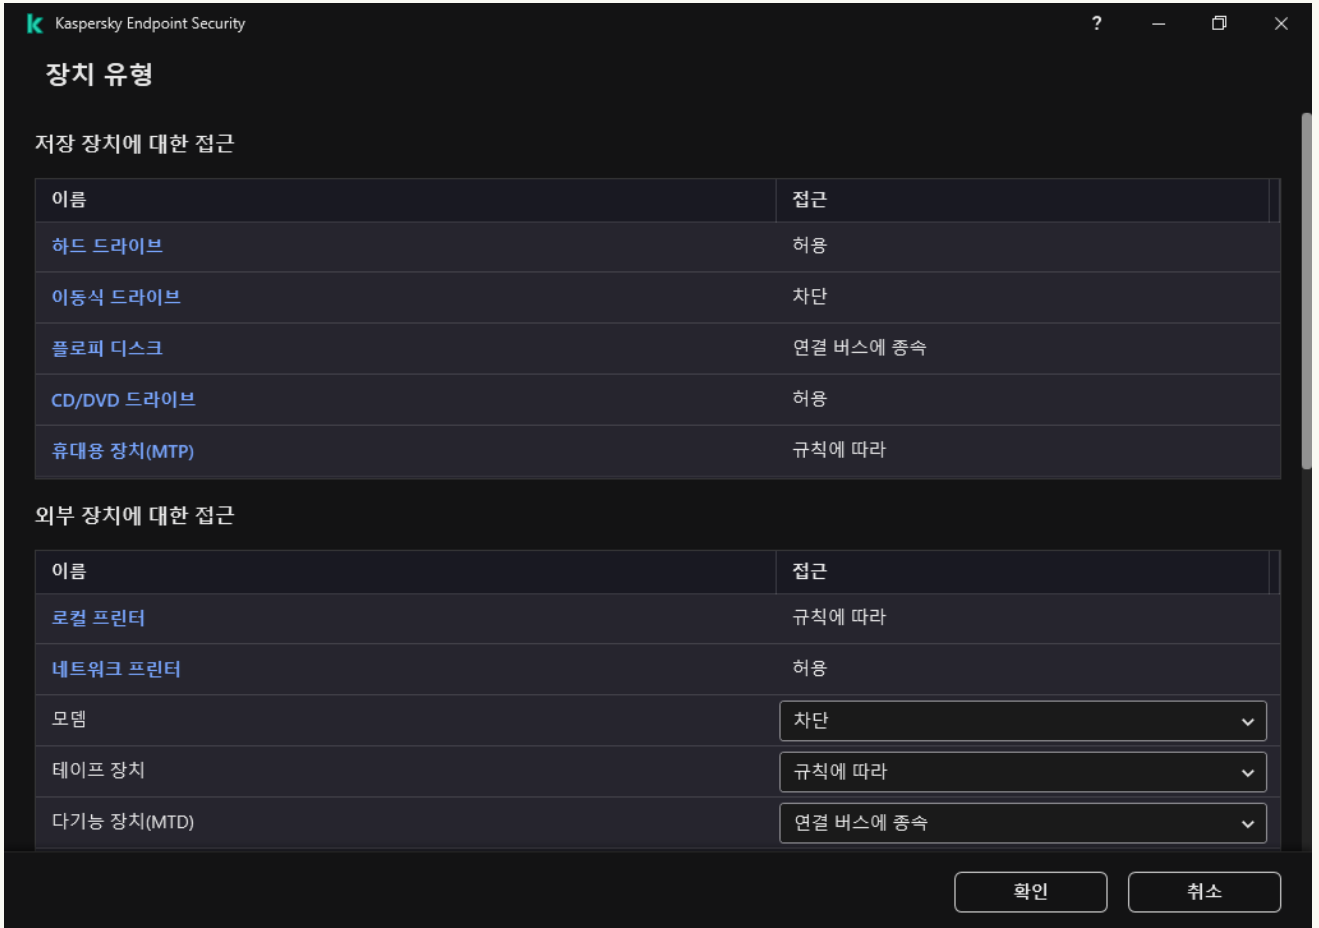 Kaspersky Endpoint Security
장치 유형
저장 장치에 대한 접근
이름 접근
하드 드라이브 허용
이동식 드라이브 차단
플로피 디스크 연결 버스에 종속
CD/DVD 드라이브 허용
휴대용 장치(MTP) 규칙에 따라
외부 장치에 대한 접근
이름 접근
로컬 프린터 규칙에 따라
네트워크 프린터 허용
모뎀 차단
테이프 장치 규칙에 따라
다기능 장치(MTD) 연결 버스에 종속
확인 취소